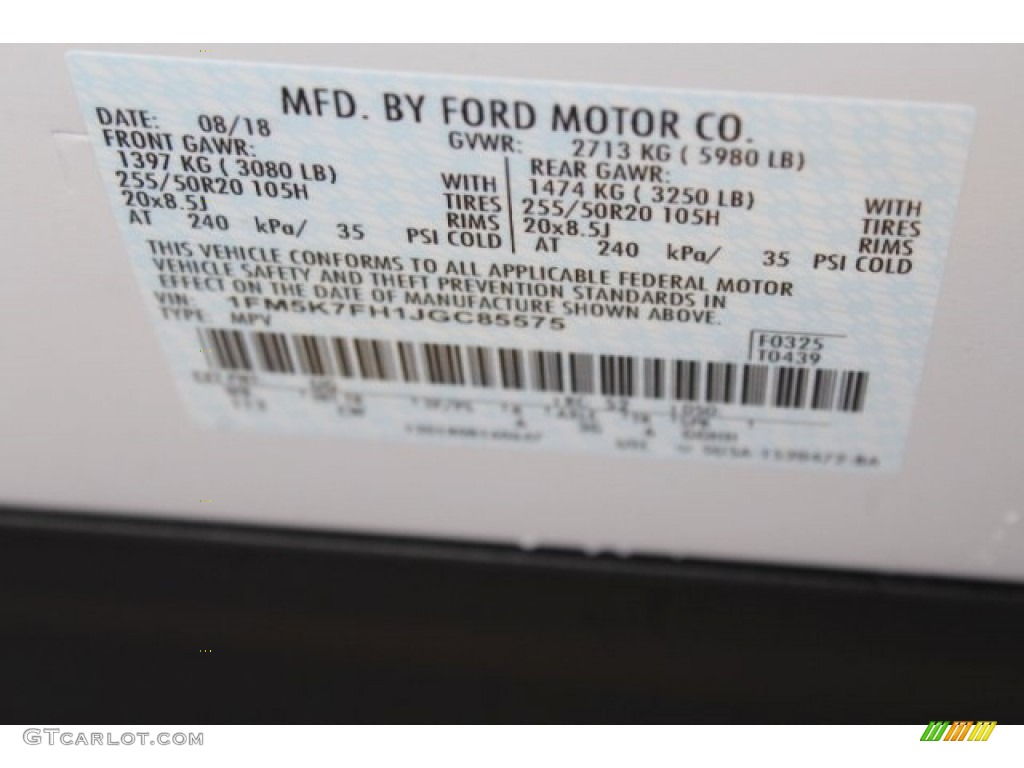 MFD. BY FORD MOTOR CO.
DATE: 08/18 GVWR: 2713 KG ( 5980 LB)
FRONT GAWR: REAR GAWR:
1397 KG ( 3080 LB) WITH 1474 KG ( 3250 LB) WITH
255/50R20 105H TIRES 255/50R20 105H TIRES
20x8.5J RIMS 20x8.5J RIMS
AT 240 kPa/ 35 PSI COLD AT 240 kPa/ 35 PSI COLD
THIS VEHICLE CONFORMS TO ALL APPLICABLE FEDERAL MOTOR
VEHICLE SAFETY AND THEFT PREVENTION STANDARDS IN
EFFECT ON THE DATE OF MANUFACTURE SHOWN ABOVE.
VIN: 1FM5K7FH1JGC85575
TYPE: MPV
F0325
T0439
GTCarLot.com